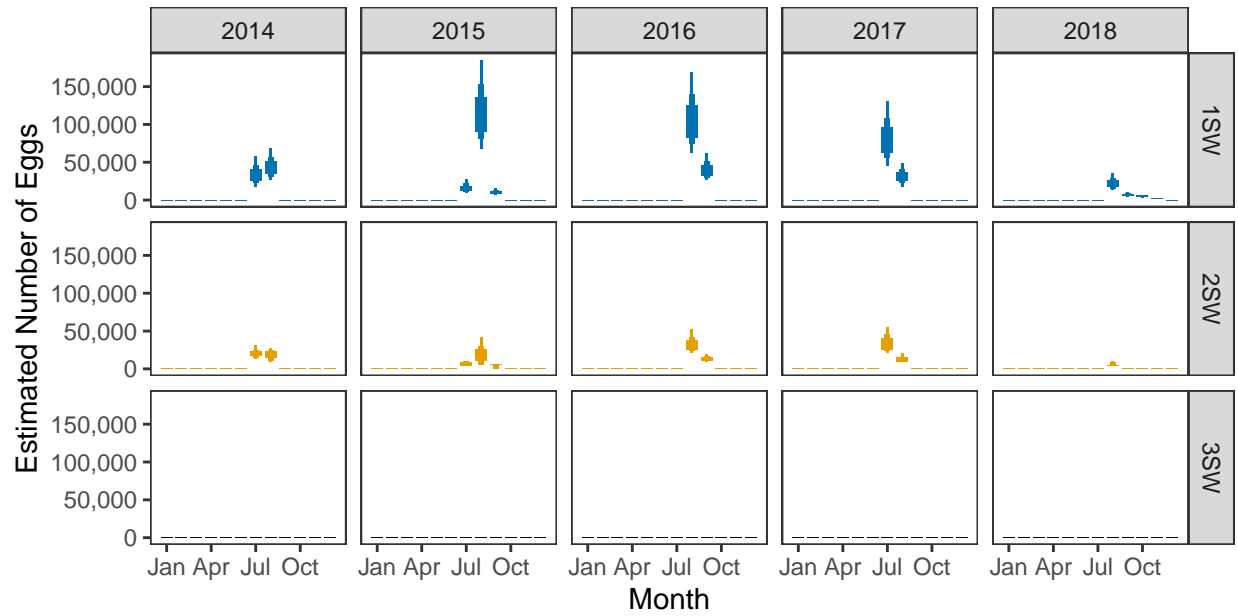 2014 2015 2016 2017 2018
Estimated Number of Eggs
150,000
100,000
50,000
0
1SW
150,000
100,000
50,000
0
2SW
150,000
100,000
50,000
0
3SW
Jan Apr Jul Oct Jan Apr Jul Oct Jan Apr Jul Oct Jan Apr Jul Oct Jan Apr Jul Oct
Month